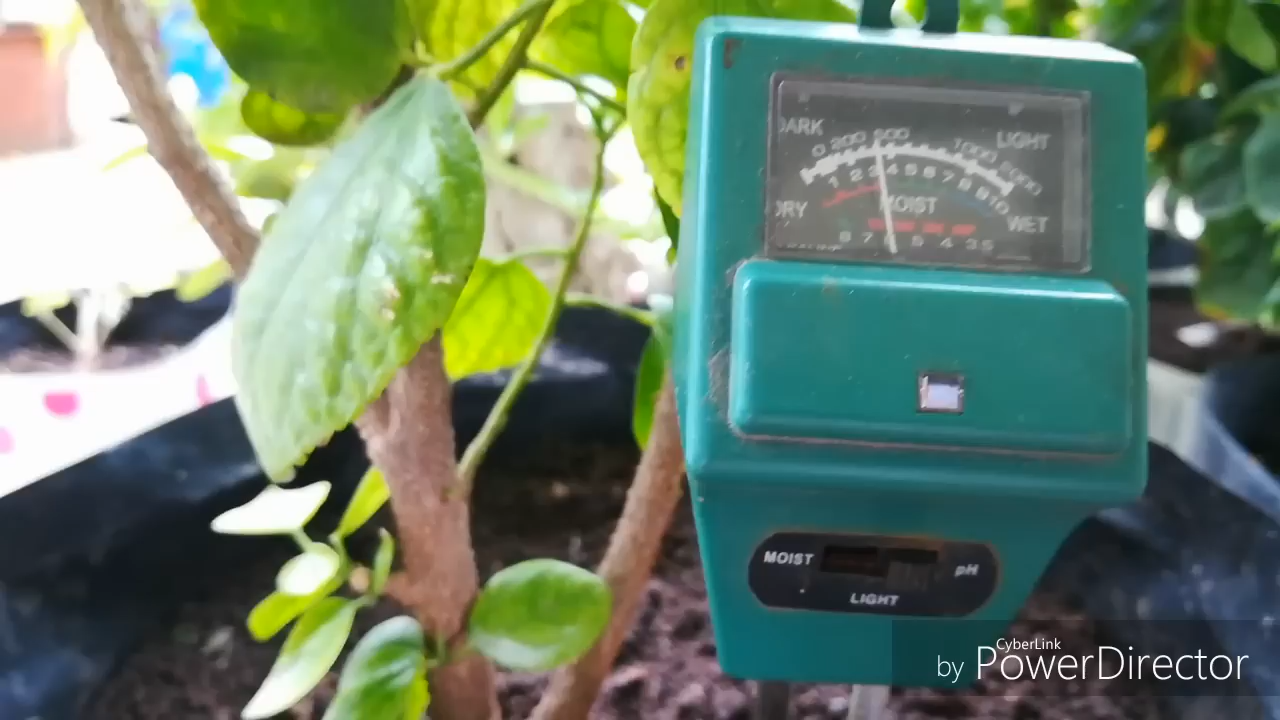 DARK LIGHT
0 200 500 1000 2000
1 2 3 4 5 6 7 8 9 10
DRY MOIST WET
8 7 6 5 4 3.5
MOIST pH
LIGHT
CyberLink
by PowerDirector